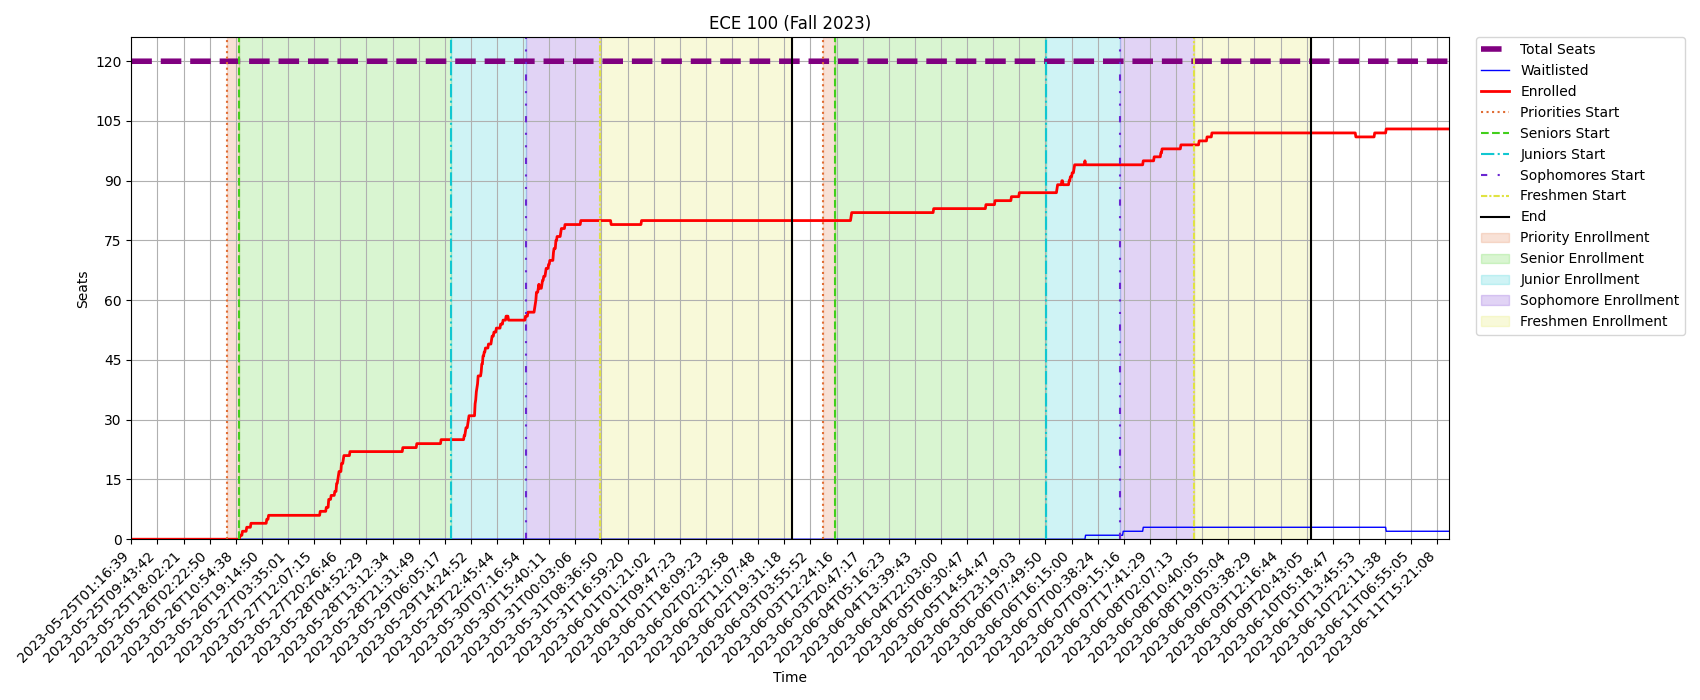 ECE 100 (Fall 2023)
Seats
120
105
90
75
60
45
30
15
0
2023-05-25T01:16:39
2023-05-25T09:43:42
2023-05-25T18:02:21
2023-05-26T02:22:50
2023-05-26T10:54:38
2023-05-26T19:14:50
2023-05-27T03:35:01
2023-05-27T12:07:15
2023-05-27T20:26:46
2023-05-28T04:52:29
2023-05-28T13:12:34
2023-05-28T21:31:49
2023-05-29T06:05:17
2023-05-29T14:24:52
2023-05-29T22:45:44
2023-05-30T07:16:54
2023-05-30T15:40:11
2023-05-31T00:03:06
2023-05-31T08:36:50
2023-05-31T16:59:20
2023-06-01T01:21:02
2023-06-01T09:47:23
2023-06-01T18:09:23
2023-06-02T02:32:58
2023-06-02T11:07:48
2023-06-02T19:31:18
2023-06-03T03:55:52
2023-06-03T12:24:16
2023-06-03T20:47:17
2023-06-04T05:16:23
2023-06-04T13:39:43
2023-06-04T22:03:00
2023-06-05T06:30:47
2023-06-05T14:54:47
2023-06-05T23:19:03
2023-06-06T07:49:50
2023-06-06T16:15:00
2023-06-07T00:38:24
2023-06-07T09:15:16
2023-06-07T17:41:29
2023-06-08T02:07:13
2023-06-08T10:40:05
2023-06-08T19:05:04
2023-06-09T03:38:29
2023-06-09T12:16:44
2023-06-09T20:43:05
2023-06-10T05:18:47
2023-06-10T13:45:53
2023-06-10T22:11:38
2023-06-11T06:55:05
2023-06-11T15:21:08
Time
Total Seats
Waitlisted
Enrolled
Priorities Start
Seniors Start
Juniors Start
Sophomores Start
Freshmen Start
End
Priority Enrollment
Senior Enrollment
Junior Enrollment
Sophomore Enrollment
Freshmen Enrollment